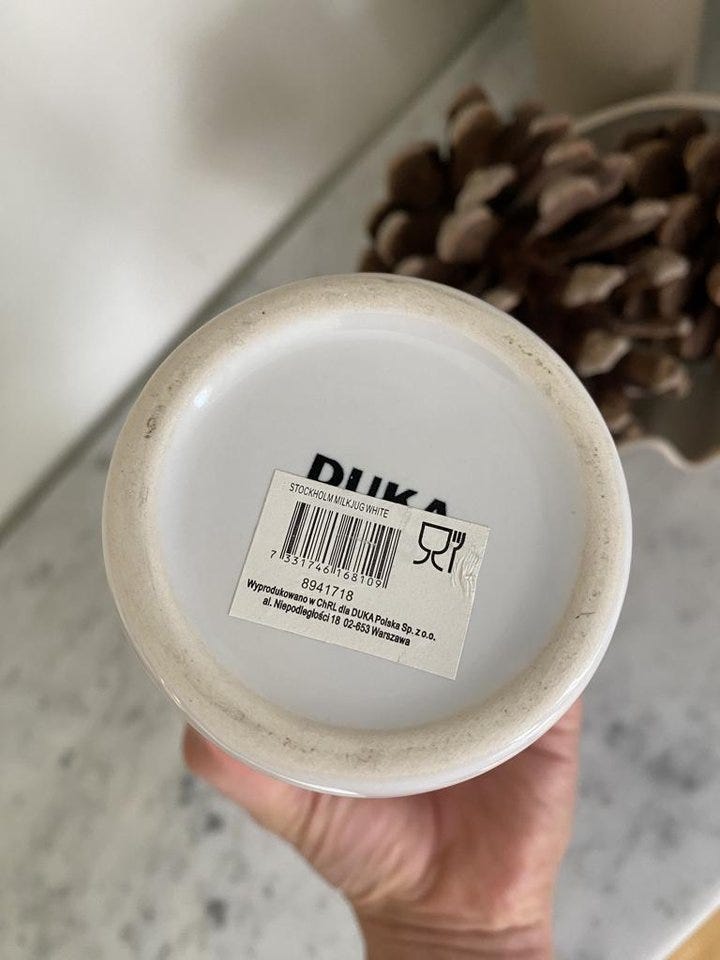 DUKA
STOCKHOLM MILKJUG WHITE
7 331746 168109
8941718
Wyprodukowano w ChRL dla DUKA Polska Sp. z o.o.
al. Niepodległości 18 02-653 Warszawa